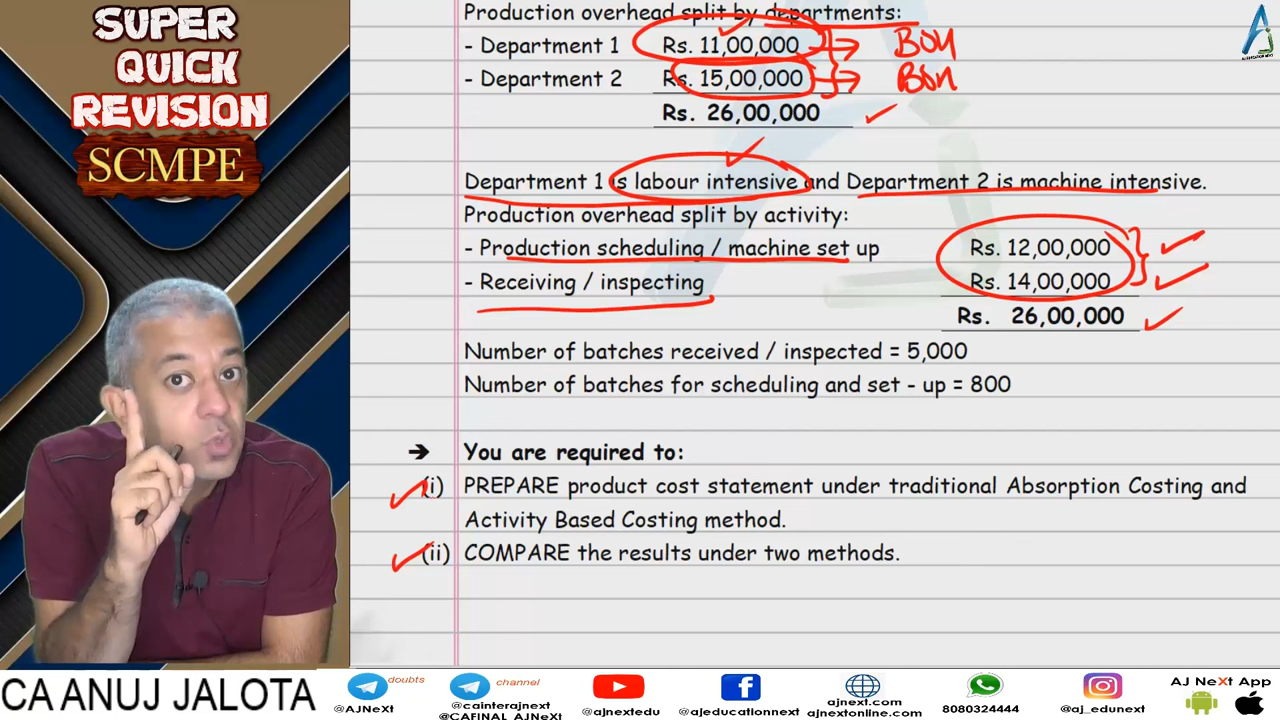 SUPER
QUICK
REVISION
SCMPE
Production overhead split by departments:
- Department 1 Rs. 11,00,000 BOH
- Department 2 Rs. 15,00,000 BOH
Rs. 26,00,000
Department 1 is labour intensive and Department 2 is machine intensive.
Production overhead split by activity:
- Production scheduling / machine set up Rs. 12,00,000
- Receiving / inspecting Rs. 14,00,000
Rs. 26,00,000
Number of batches received / inspected = 5,000
Number of batches for scheduling and set - up = 800
➔ You are required to:
(i) PREPARE product cost statement under traditional Absorption Costing and
Activity Based Costing method.
(ii) COMPARE the results under two methods.
CA ANUJ JALOTA
doubts
@AJNeXt
channel
@cainterajnext
@CAFINAL_AJNeXt
@ajnextedu
@ajeducationnext
ajnext.com
ajnextonline.com
8080324444
@aj_edunext
AJ NeXt App